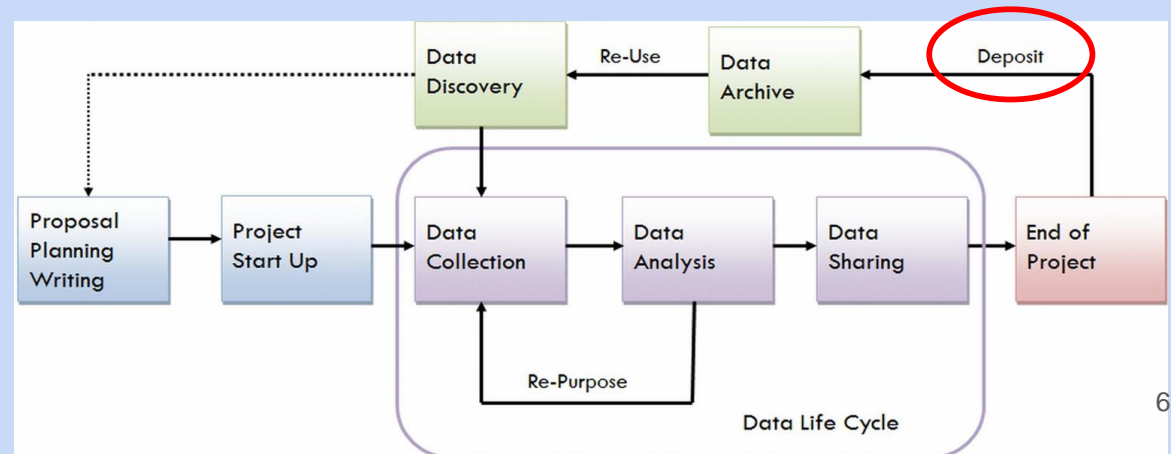 Data
Discovery
Re-Use
Data
Archive
Deposit
Proposal
Planning
Writing
Project
Start Up
Data
Collection
Data
Analysis
Data
Sharing
End of
Project
Re-Purpose
Data Life Cycle
6